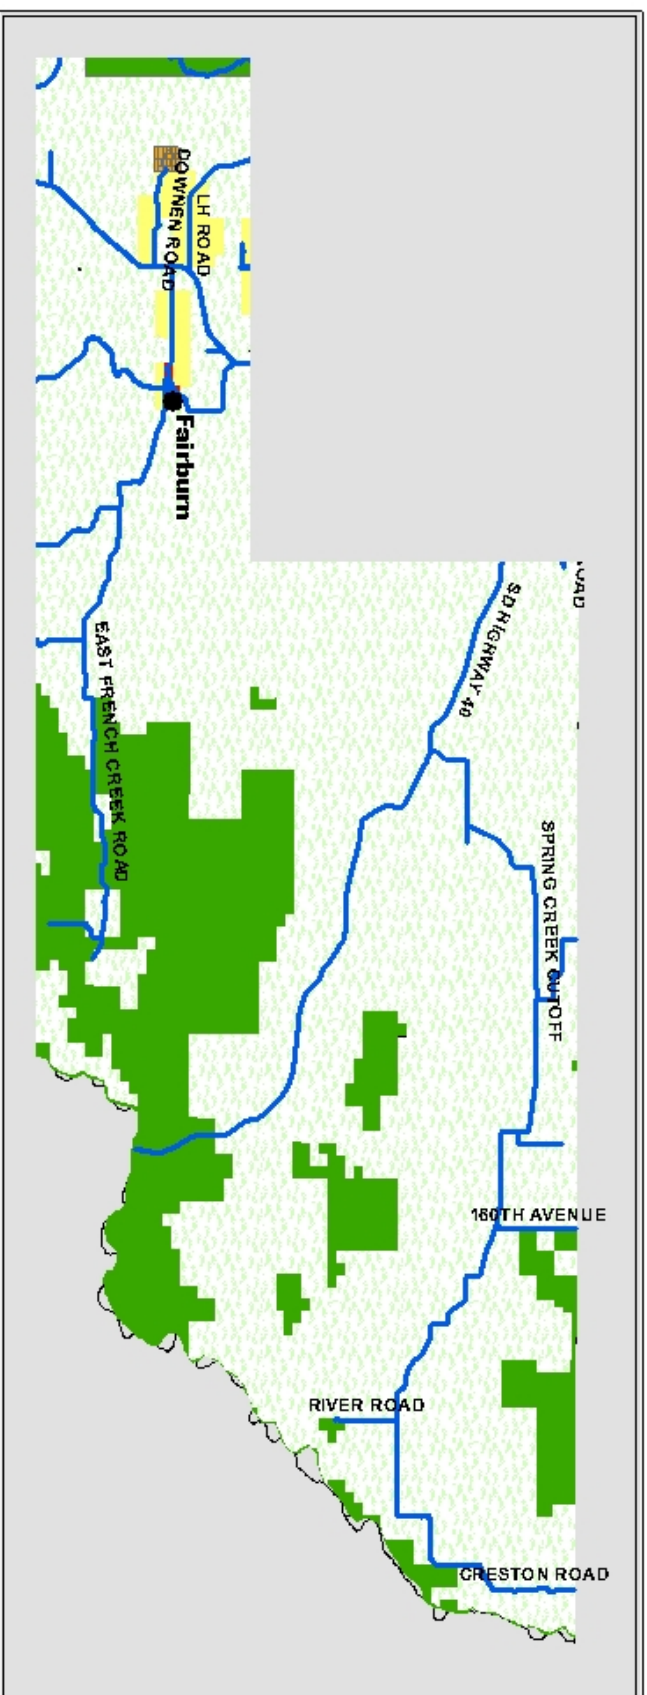 DOWNEN ROAD
LH ROAD
Fairburn
SD HIGHWAY 40
OAD
EAST FRENCH CREEK ROAD
SPRING CREEK CUTOFF
160TH AVENUE
RIVER ROAD
CRESTON ROAD